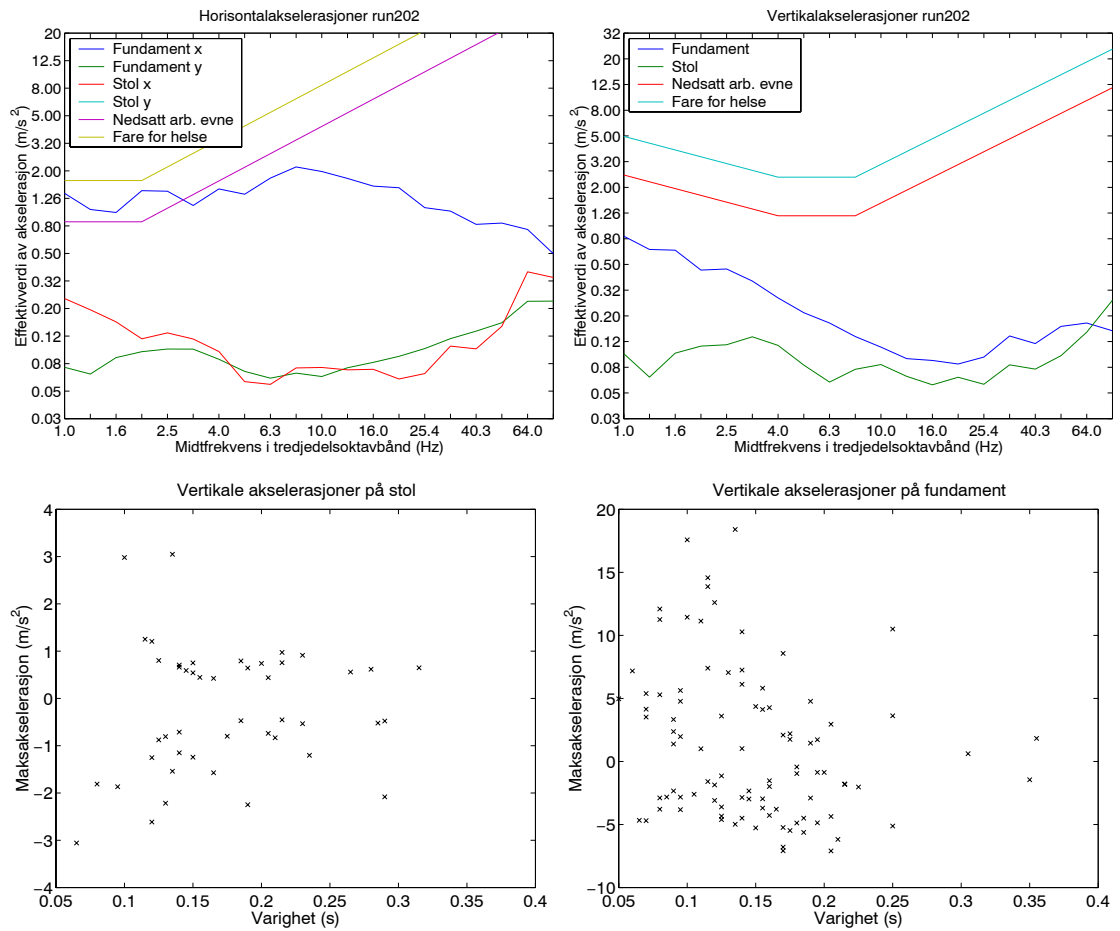 Horisontalakselerasjoner run202
Effektivverdi av akselerasjon (m/s²)
20
12.5
8.00
5.00
3.20
2.00
1.26
0.80
0.50
0.32
0.20
0.12
0.08
0.05
0.03
Fundament x
Fundament y
Stol x
Stol y
Nedsatt arb. evne
Fare for helse
1.0 1.6 2.5 4.0 6.3 10.0 16.0 25.4 40.3 64.0
Midtfrekvens i tredjedelsoktavbånd (Hz)
Vertikalakselerasjoner run202
Effektivverdi av akselerasjon (m/s²)
32
20
12.5
8.00
5.00
3.20
2.00
1.26
0.80
0.50
0.32
0.20
0.12
0.08
0.05
0.03
Fundament
Stol
Nedsatt arb. evne
Fare for helse
1.0 1.6 2.5 4.0 6.3 10.0 16.0 25.4 40.3 64.0
Midtfrekvens i tredjedelsoktavbånd (Hz)
Vertikale akselerasjoner på stol
Maksakselerasjon (m/s²)
4
3
2
1
0
−1
−2
−3
−4
0.05 0.1 0.15 0.2 0.25 0.3 0.35 0.4
Varighet (s)
Vertikale akselerasjoner på fundament
Maksakselerasjon (m/s²)
20
15
10
5
0
−5
−10
0.05 0.1 0.15 0.2 0.25 0.3 0.35 0.4
Varighet (s)